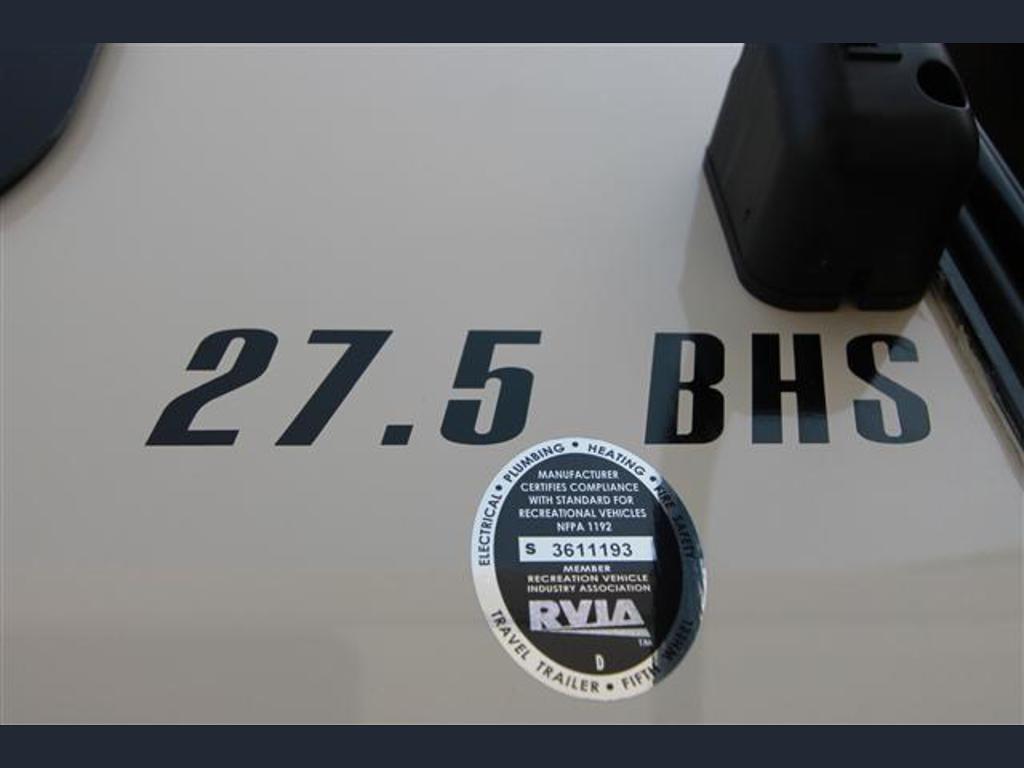 27.5 BHS
ELECTRICAL • PLUMBING • HEATING • FIRE SAFETY
MANUFACTURER
CERTIFIES COMPLIANCE
WITH STANDARD FOR
RECREATIONAL VEHICLES
NFPA 1192
S 3611193
MEMBER
RECREATION VEHICLE
INDUSTRY ASSOCIATION
RVIA
TM
D
TRAVEL TRAILER • FIFTH WHEEL